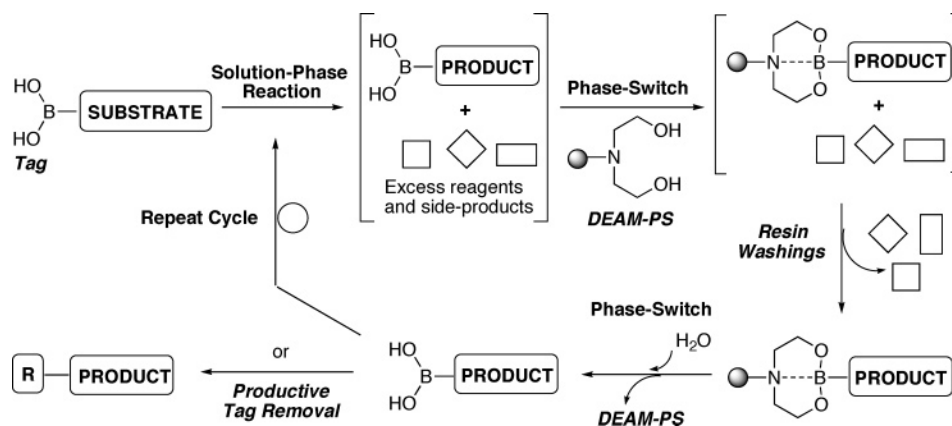 HO
B
HO
SUBSTRATE
Tag
Solution-Phase
Reaction
HO
B
HO
PRODUCT
+
Excess reagents
and side-products
Phase-Switch
OH
N
OH
DEAM-PS
O
N
B
O
PRODUCT
+
Repeat Cycle
Resin
Washings
R
PRODUCT
or
Productive
Tag Removal
HO
B
HO
PRODUCT
Phase-Switch
H₂O
DEAM-PS
O
N
B
O
PRODUCT